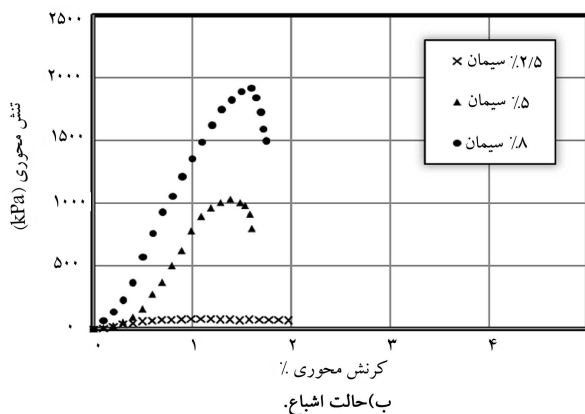 ۲۵۰۰
۲۰۰۰
۱۵۰۰
۱۰۰۰
۵۰۰
۰
تنش محوری (kPa)
٪۲/۵ سیمان
٪۵ سیمان
٪۸ سیمان
۰ ۱ ۲ ۳ ۴
کرنش محوری ٪
ب)حالت اشباع.